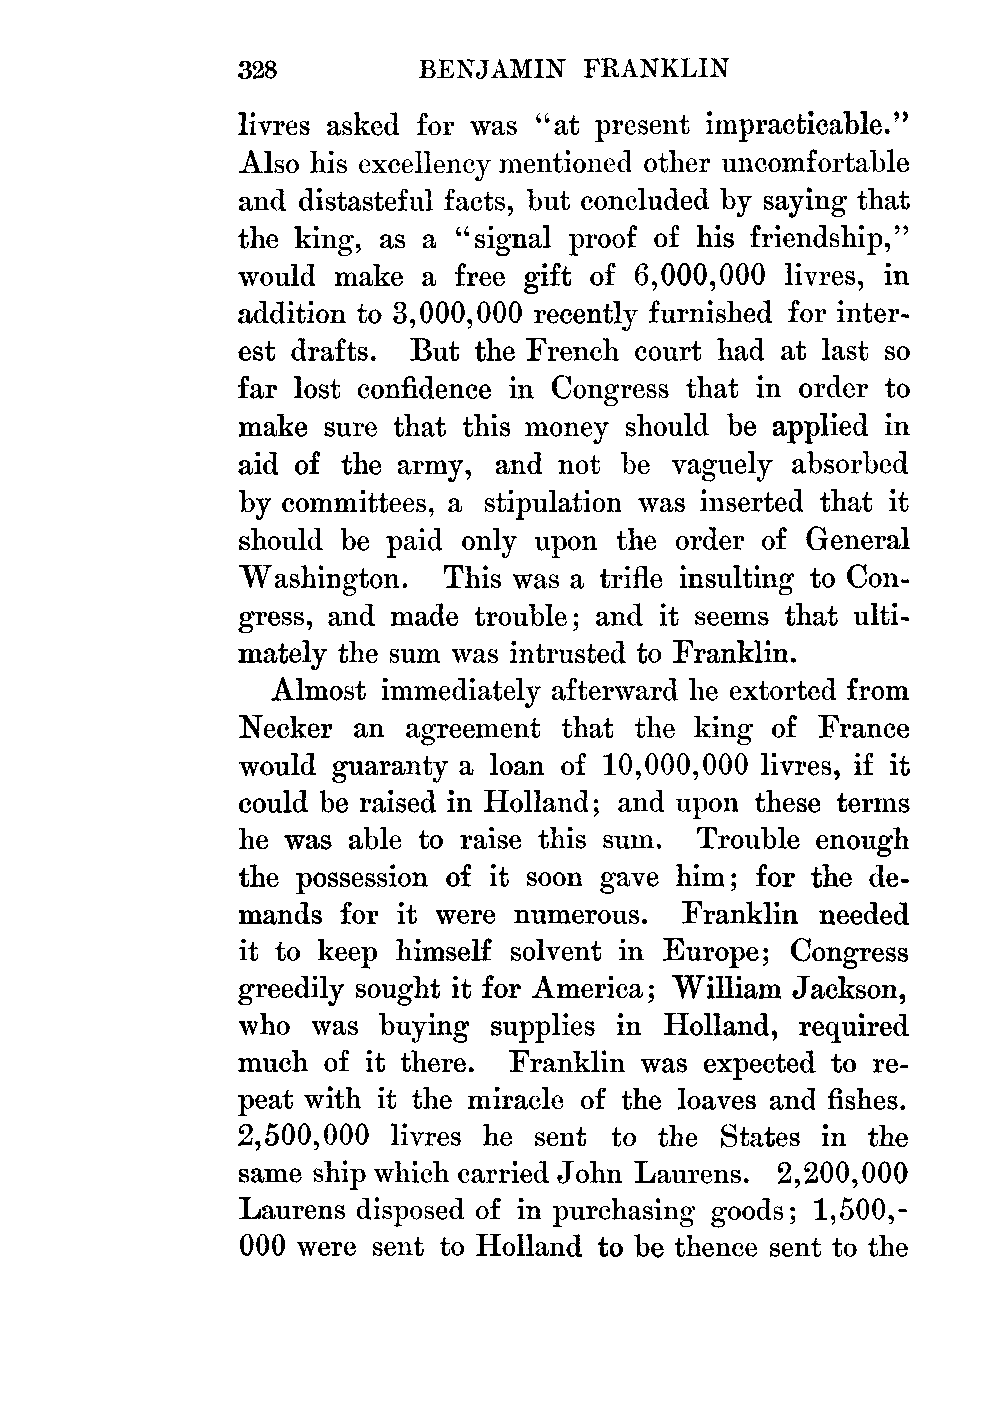 328 BENJAMIN FRANKLIN
livres asked for was "at present impracticable."
Also his excellency mentioned other uncomfortable
and distasteful facts, but concluded by saying that
the king, as a "signal proof of his friendship,"
would make a free gift of 6,000,000 livres, in
addition to 3,000,000 recently furnished for inter-
est drafts. But the French court had at last so
far lost confidence in Congress that in order to
make sure that this money should be applied in
aid of the army, and not be vaguely absorbed
by committees, a stipulation was inserted that it
should be paid only upon the order of General
Washington. This was a trifle insulting to Con-
gress, and made trouble; and it seems that ulti-
mately the sum was intrusted to Franklin.
Almost immediately afterward he extorted from
Necker an agreement that the king of France
would guaranty a loan of 10,000,000 livres, if it
could be raised in Holland; and upon these terms
he was able to raise this sum. Trouble enough
the possession of it soon gave him; for the de-
mands for it were numerous. Franklin needed
it to keep himself solvent in Europe; Congress
greedily sought it for America; William Jackson,
who was buying supplies in Holland, required
much of it there. Franklin was expected to re-
peat with it the miracle of the loaves and fishes.
2,500,000 livres he sent to the States in the
same ship which carried John Laurens. 2,200,000
Laurens disposed of in purchasing goods; 1,500,-
000 were sent to Holland to be thence sent to the